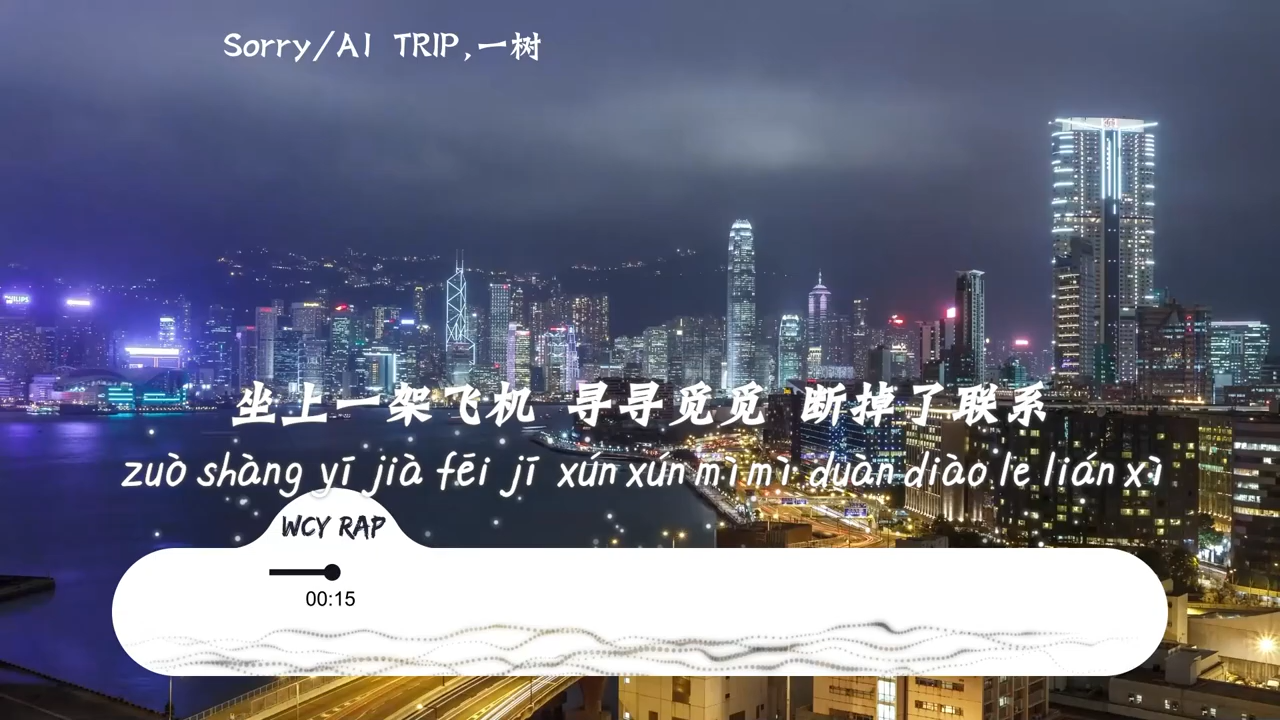 Sorry/AI TRIP,一树
PHILIPS
坐上一架飞机 寻寻觅觅 断掉了联系
zuò shàng yī jià fēi jī xún xún mì mì duàn diào le lián xì
WCY RAP
00:15